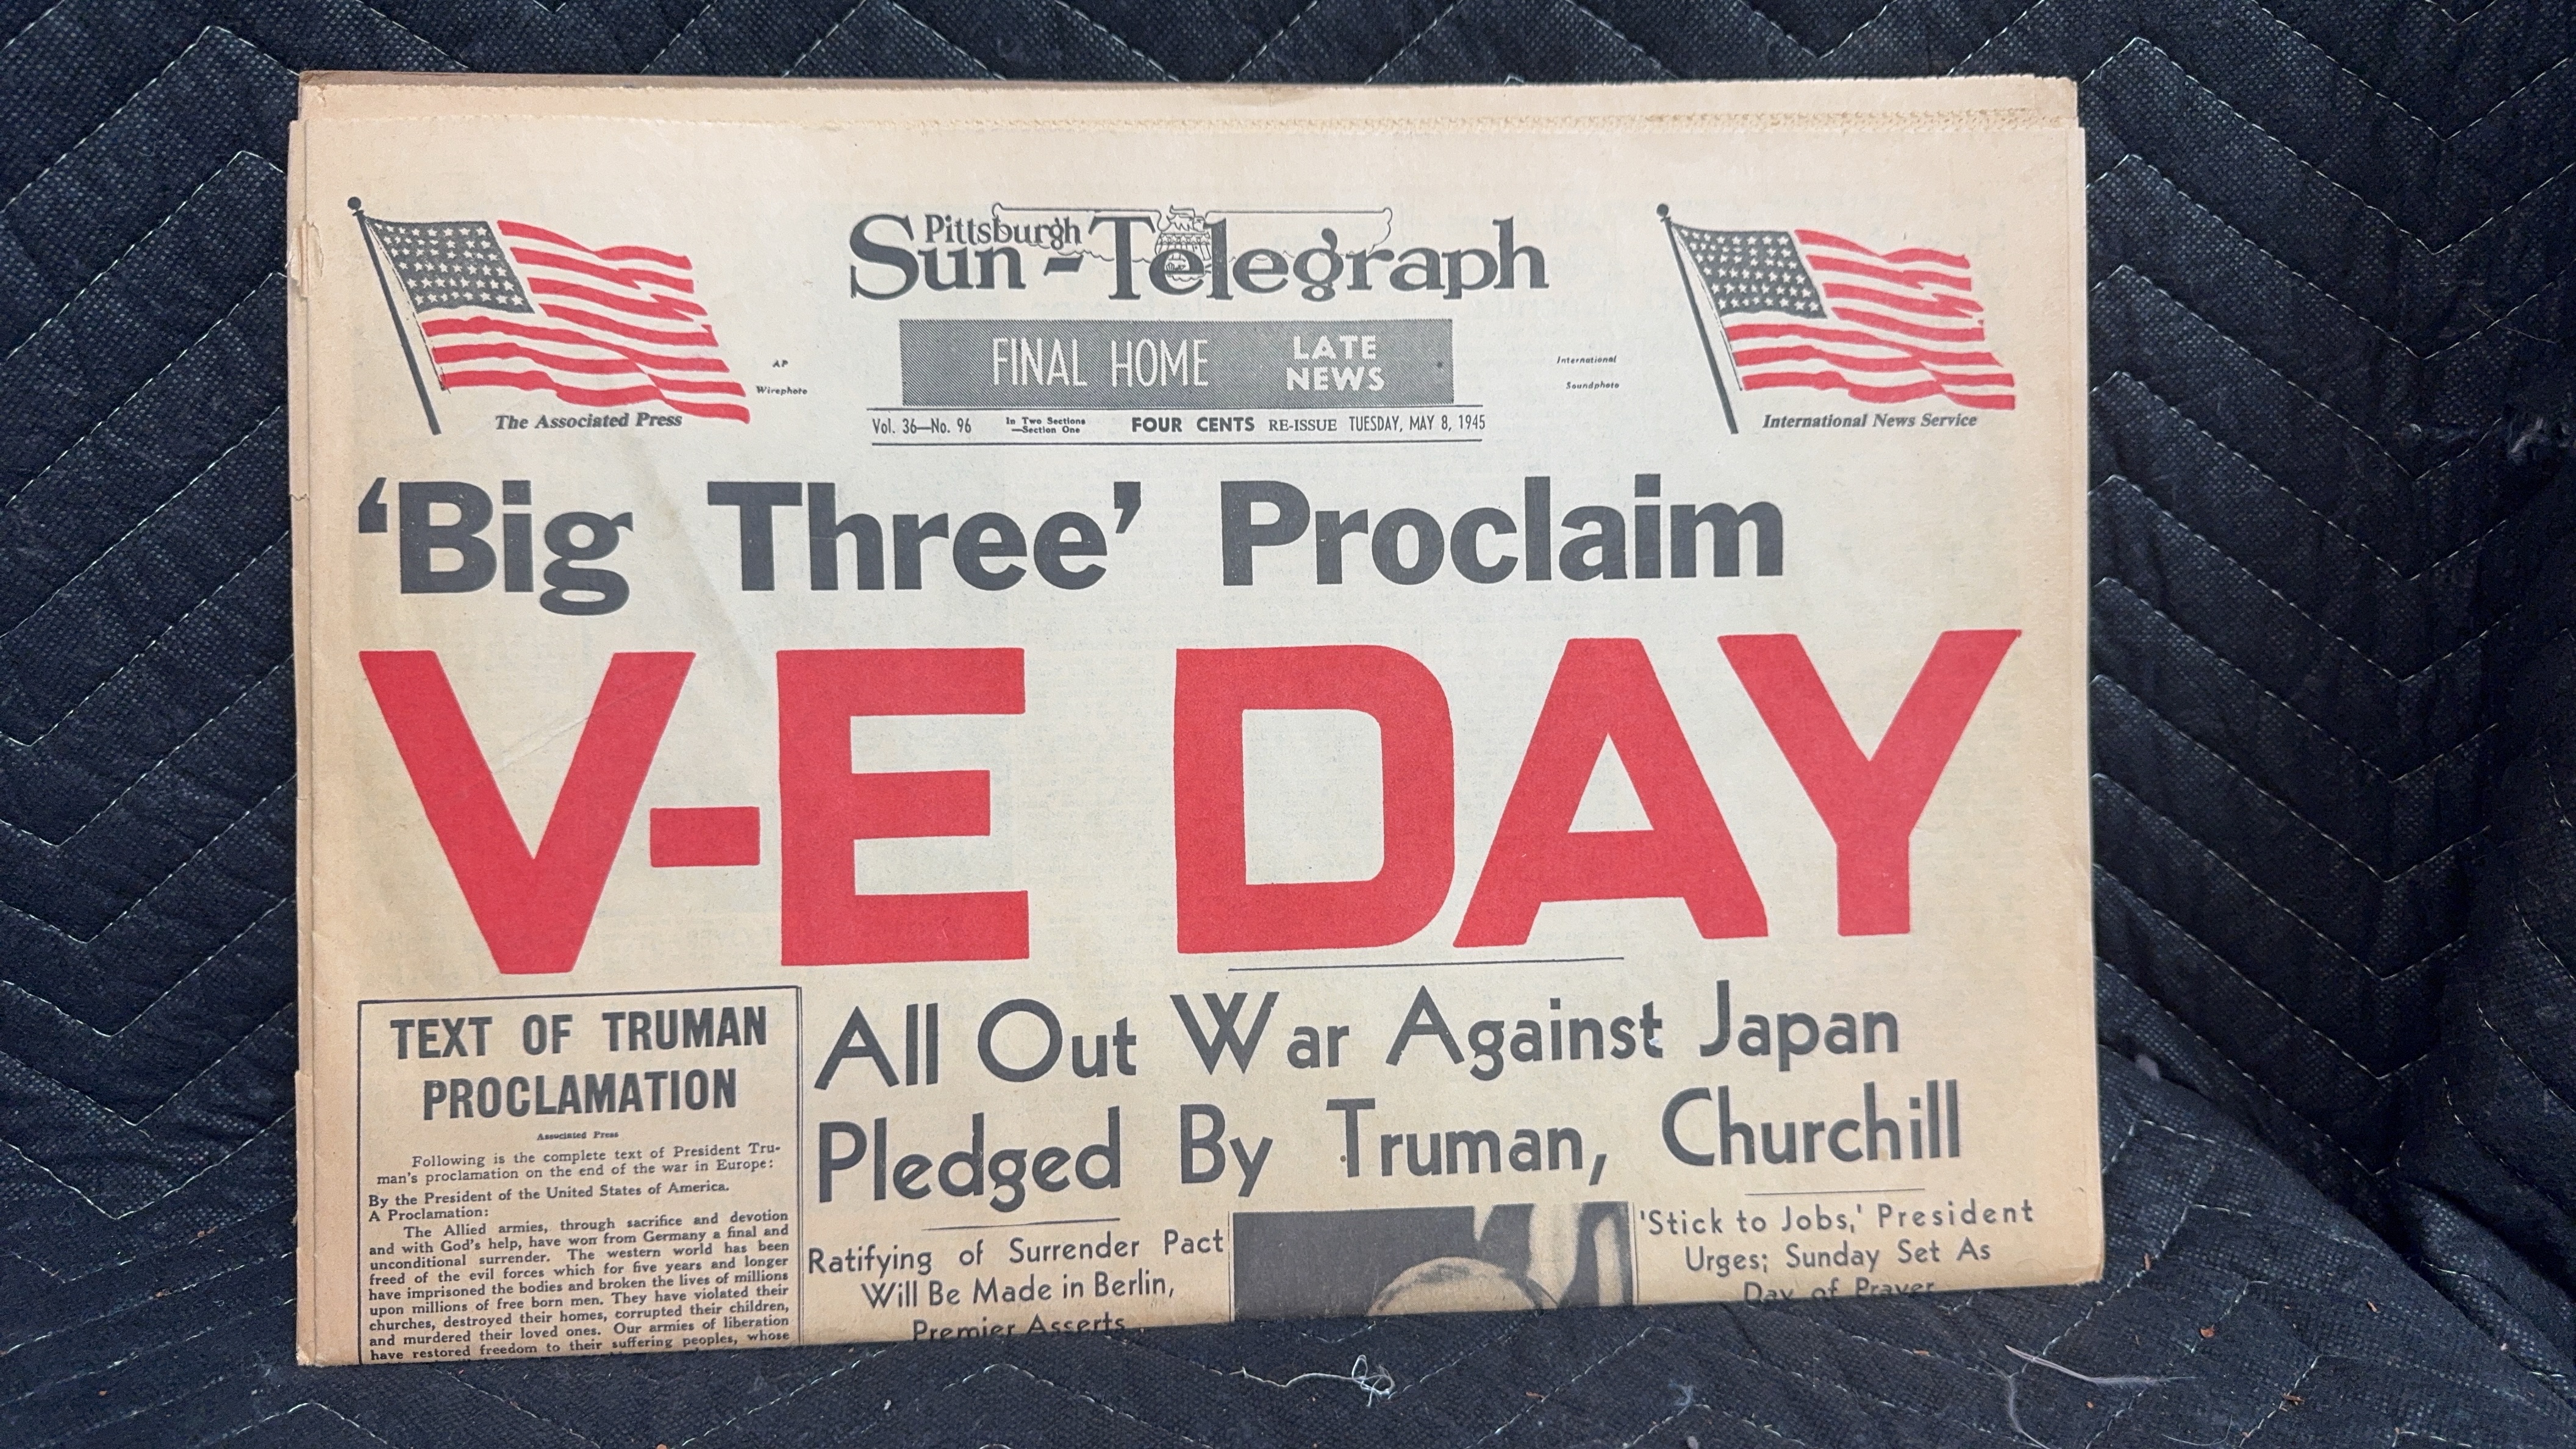 Pittsburgh
Sun-Telegraph
FINAL HOME
LATE
NEWS
AP
Wirephoto
International
Soundphoto
The Associated Press
International News Service
Vol. 36—No. 96
In Two Sections
—Section One
FOUR CENTS RE-ISSUE TUESDAY, MAY 8, 1945
‘Big Three’ Proclaim
V-E DAY
TEXT OF TRUMAN
PROCLAMATION
Associated Press
Following is the complete text of President Tru-
man's proclamation on the end of the war in Europe:
By the President of the United States of America.
A Proclamation:
The Allied armies, through sacrifice and devotion
and with God's help, have won from Germany a final and
unconditional surrender. The western world has been
freed of the evil forces which for five years and longer
have imprisoned the bodies and broken the lives of millions
upon millions of free born men. They have violated their
churches, destroyed their homes, corrupted their children,
and murdered their loved ones. Our armies of liberation
have restored freedom to their suffering peoples, whose
All Out War Against Japan
Pledged By Truman, Churchill
Ratifying of Surrender Pact
Will Be Made in Berlin,
Premier Asserts
'Stick to Jobs,' President
Urges; Sunday Set As
Day of Prayer